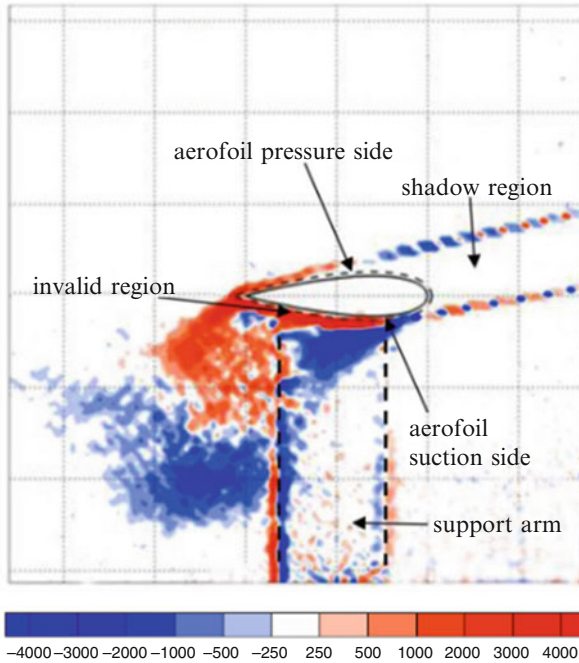 aerofoil pressure side
shadow region
invalid region
aerofoil
suction side
support arm
–4000 –3000 –2000 –1000 –500 –250 250 500 1000 2000 3000 4000